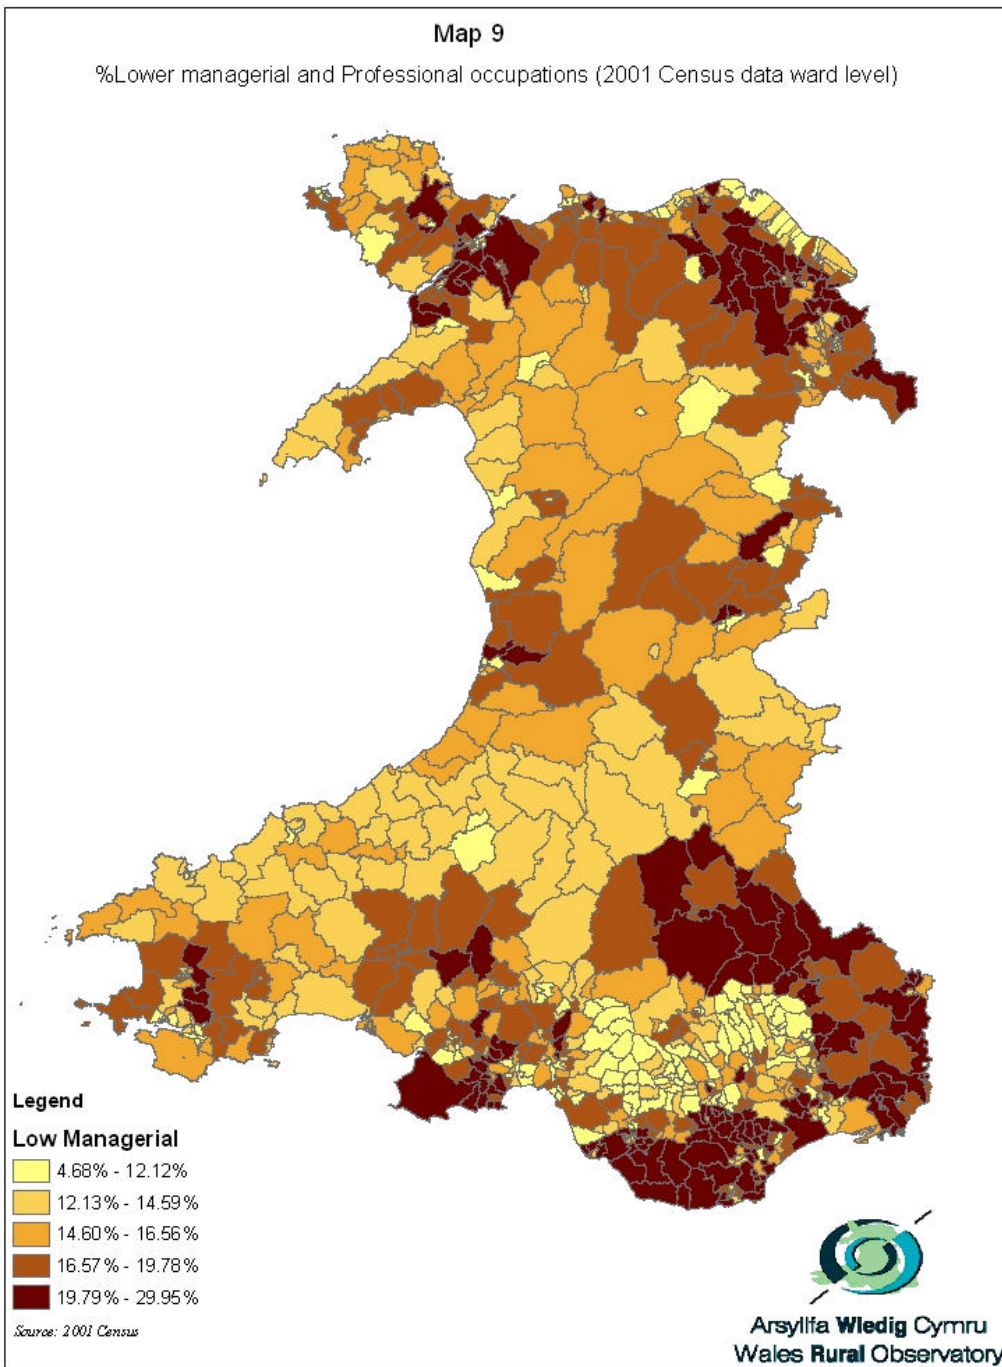 Map 9
%Lower managerial and Professional occupations (2001 Census data ward level)
Legend
Low Managerial
4.68% - 12.12%
12.13% - 14.59%
14.60% - 16.56%
16.57% - 19.78%
19.79% - 29.95%
Source: 2001 Census
Arsyllfa Wledig Cymru
Wales Rural Observatory